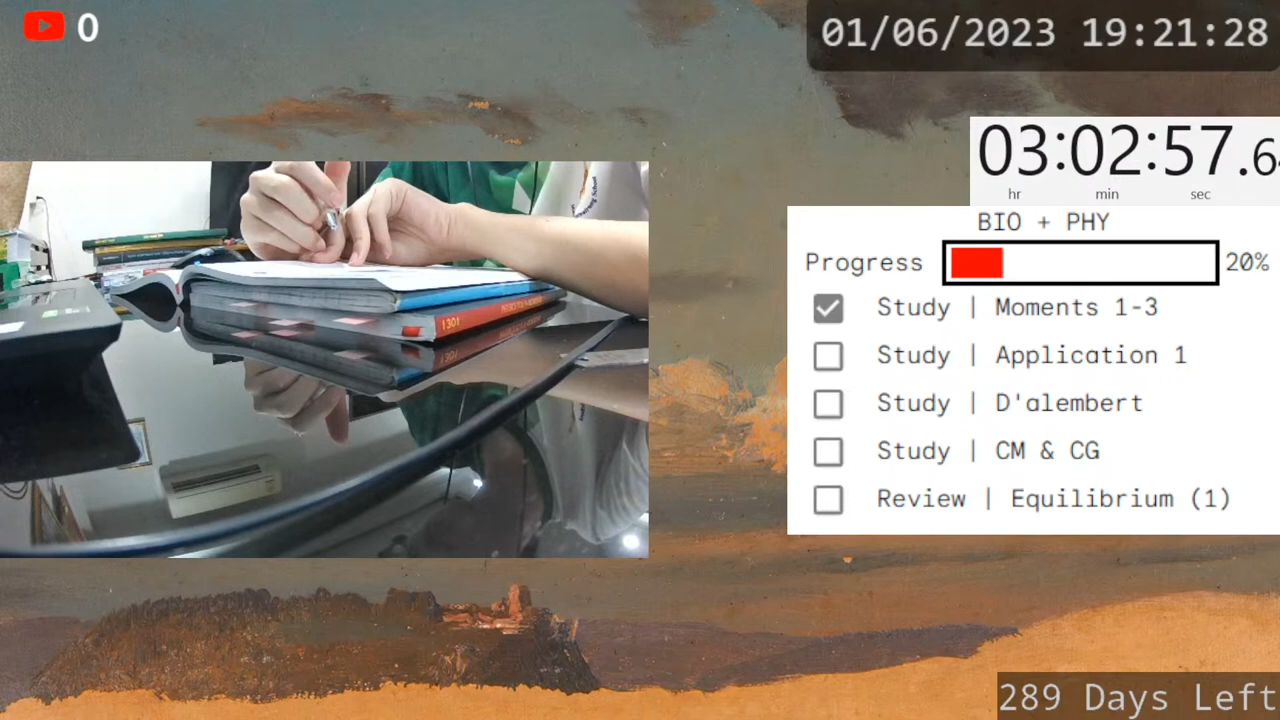 0
01/06/2023 19:21:28
03:02:57.6
hr min sec
BIO + PHY
Progress 20%
Study | Moments 1-3
Study | Application 1
Study | D'alembert
Study | CM & CG
Review | Equilibrium (1)
1301
289 Days Left